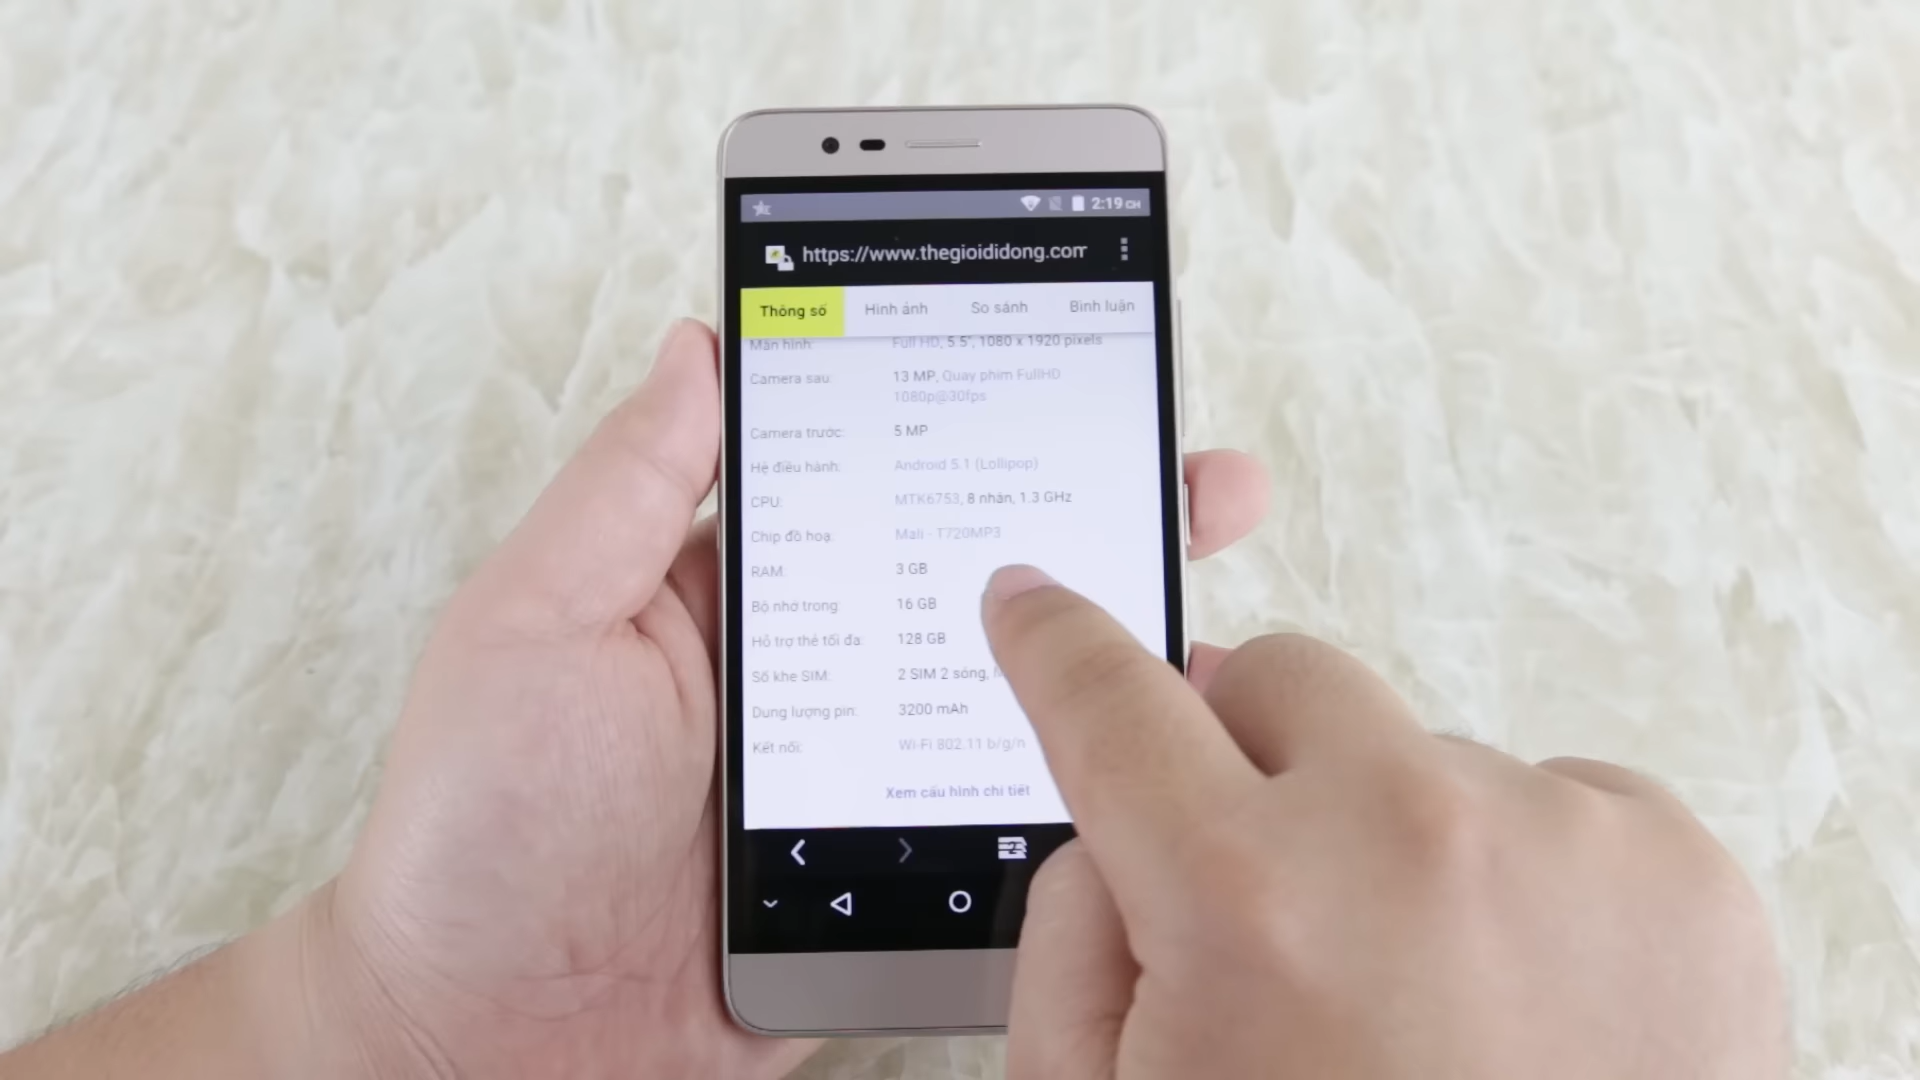 2:19 CH
https://www.thegioididong.com
Thông số Hình ảnh So sánh Bình luận
Màn hình: Full HD, 5.5", 1080 x 1920 pixels
Camera sau: 13 MP, Quay phim FullHD
1080p@30fps
Camera trước: 5 MP
Hệ điều hành: Android 5.1 (Lollipop)
CPU: MTK6753, 8 nhân, 1.3 GHz
Chip đồ hoạ: Mali - T720MP3
RAM: 3 GB
Bộ nhớ trong: 16 GB
Hỗ trợ thẻ tối đa: 128 GB
Số khe SIM: 2 SIM 2 sóng,
Dung lượng pin: 3200 mAh
Kết nối: Wi-Fi 802.11 b/g/n
Xem cấu hình chi tiết
2